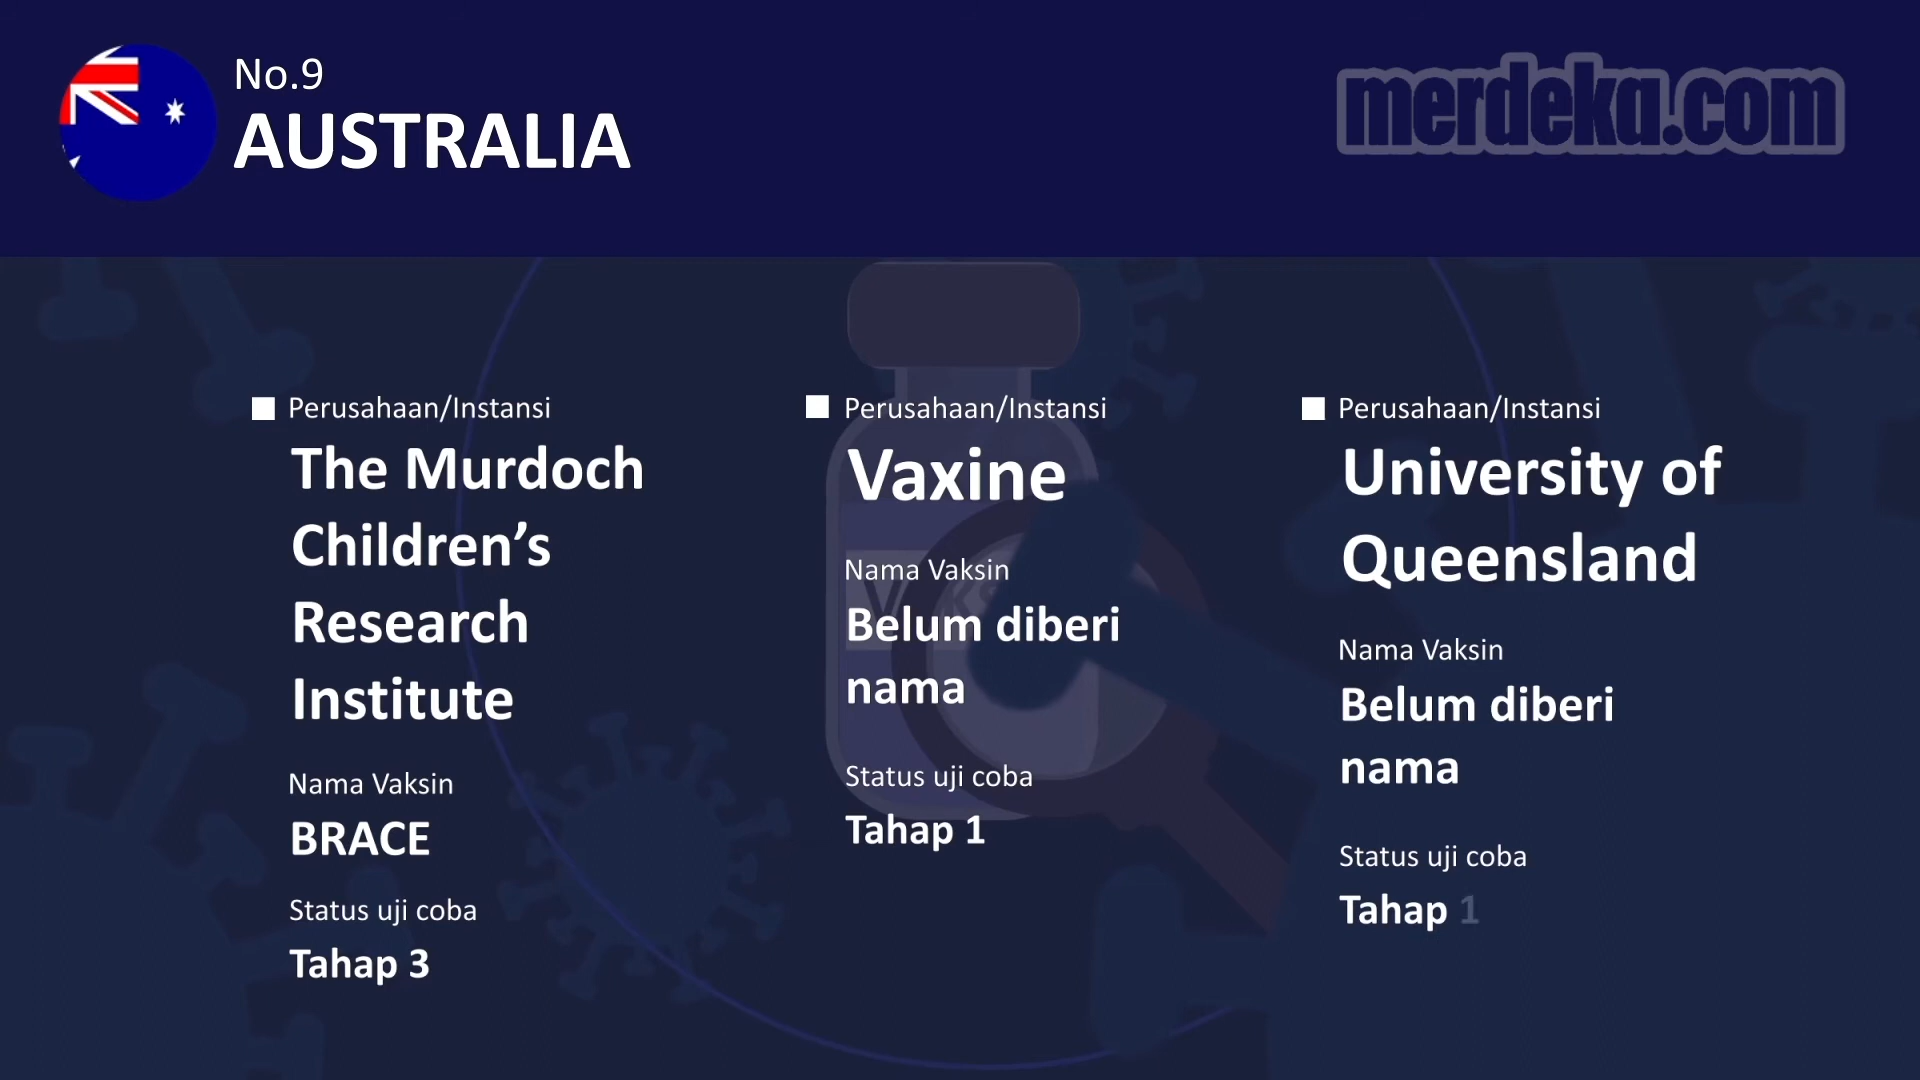 No.9
AUSTRALIA
merdeka.com
Perusahaan/Instansi
The Murdoch
Children’s
Research
Institute
Nama Vaksin
BRACE
Status uji coba
Tahap 3
Perusahaan/Instansi
Vaxine
Nama Vaksin
Belum diberi
nama
Status uji coba
Tahap 1
Perusahaan/Instansi
University of
Queensland
Nama Vaksin
Belum diberi
nama
Status uji coba
Tahap 1